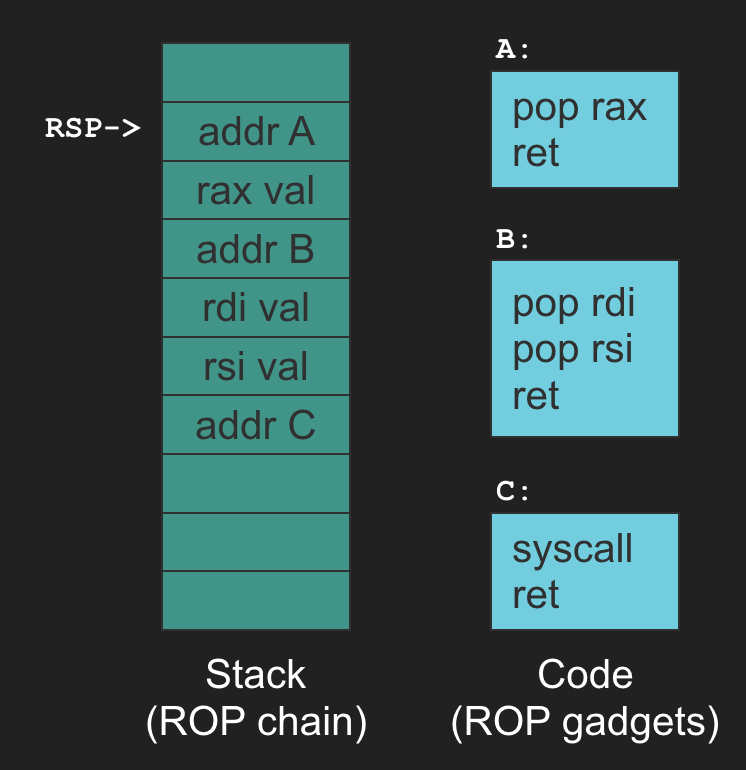 RSP->
addr A
rax val
addr B
rdi val
rsi val
addr C
Stack
(ROP chain)
A:
pop rax
ret
B:
pop rdi
pop rsi
ret
C:
syscall
ret
Code
(ROP gadgets)